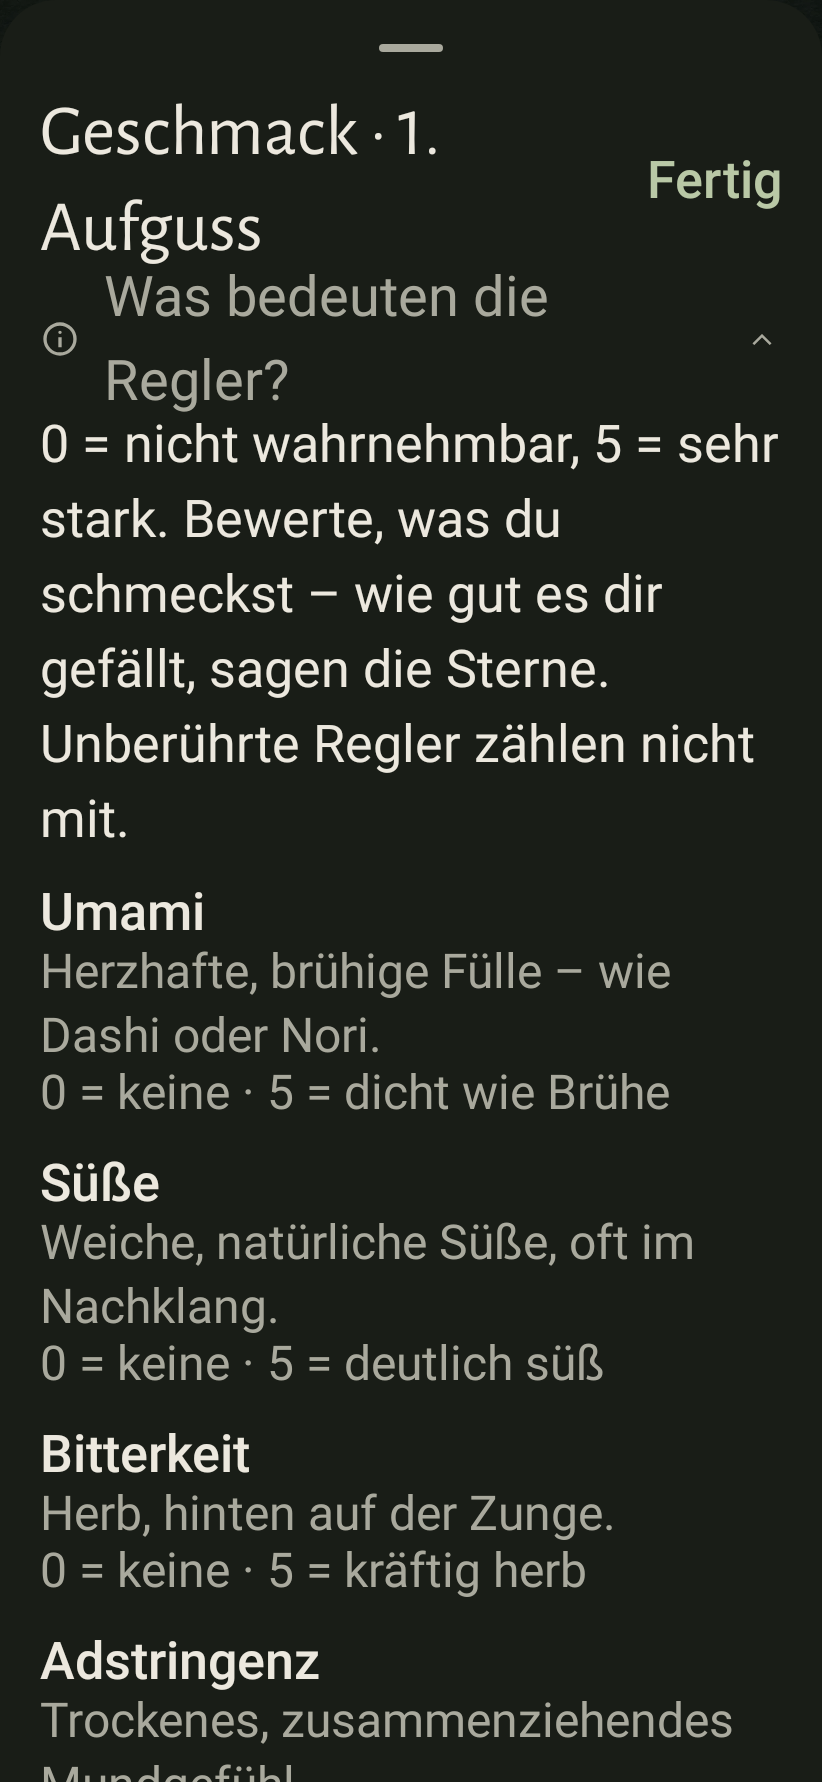 Geschmack · 1.
Aufguss
Fertig
Was bedeuten die
Regler?
0 = nicht wahrnehmbar, 5 = sehr
stark. Bewerte, was du
schmeckst – wie gut es dir
gefällt, sagen die Sterne.
Unberührte Regler zählen nicht
mit.
Umami
Herzhafte, brühige Fülle – wie
Dashi oder Nori.
0 = keine · 5 = dicht wie Brühe
Süße
Weiche, natürliche Süße, oft im
Nachklang.
0 = keine · 5 = deutlich süß
Bitterkeit
Herb, hinten auf der Zunge.
0 = keine · 5 = kräftig herb
Adstringenz
Trockenes, zusammenziehendes
Mundgefühl